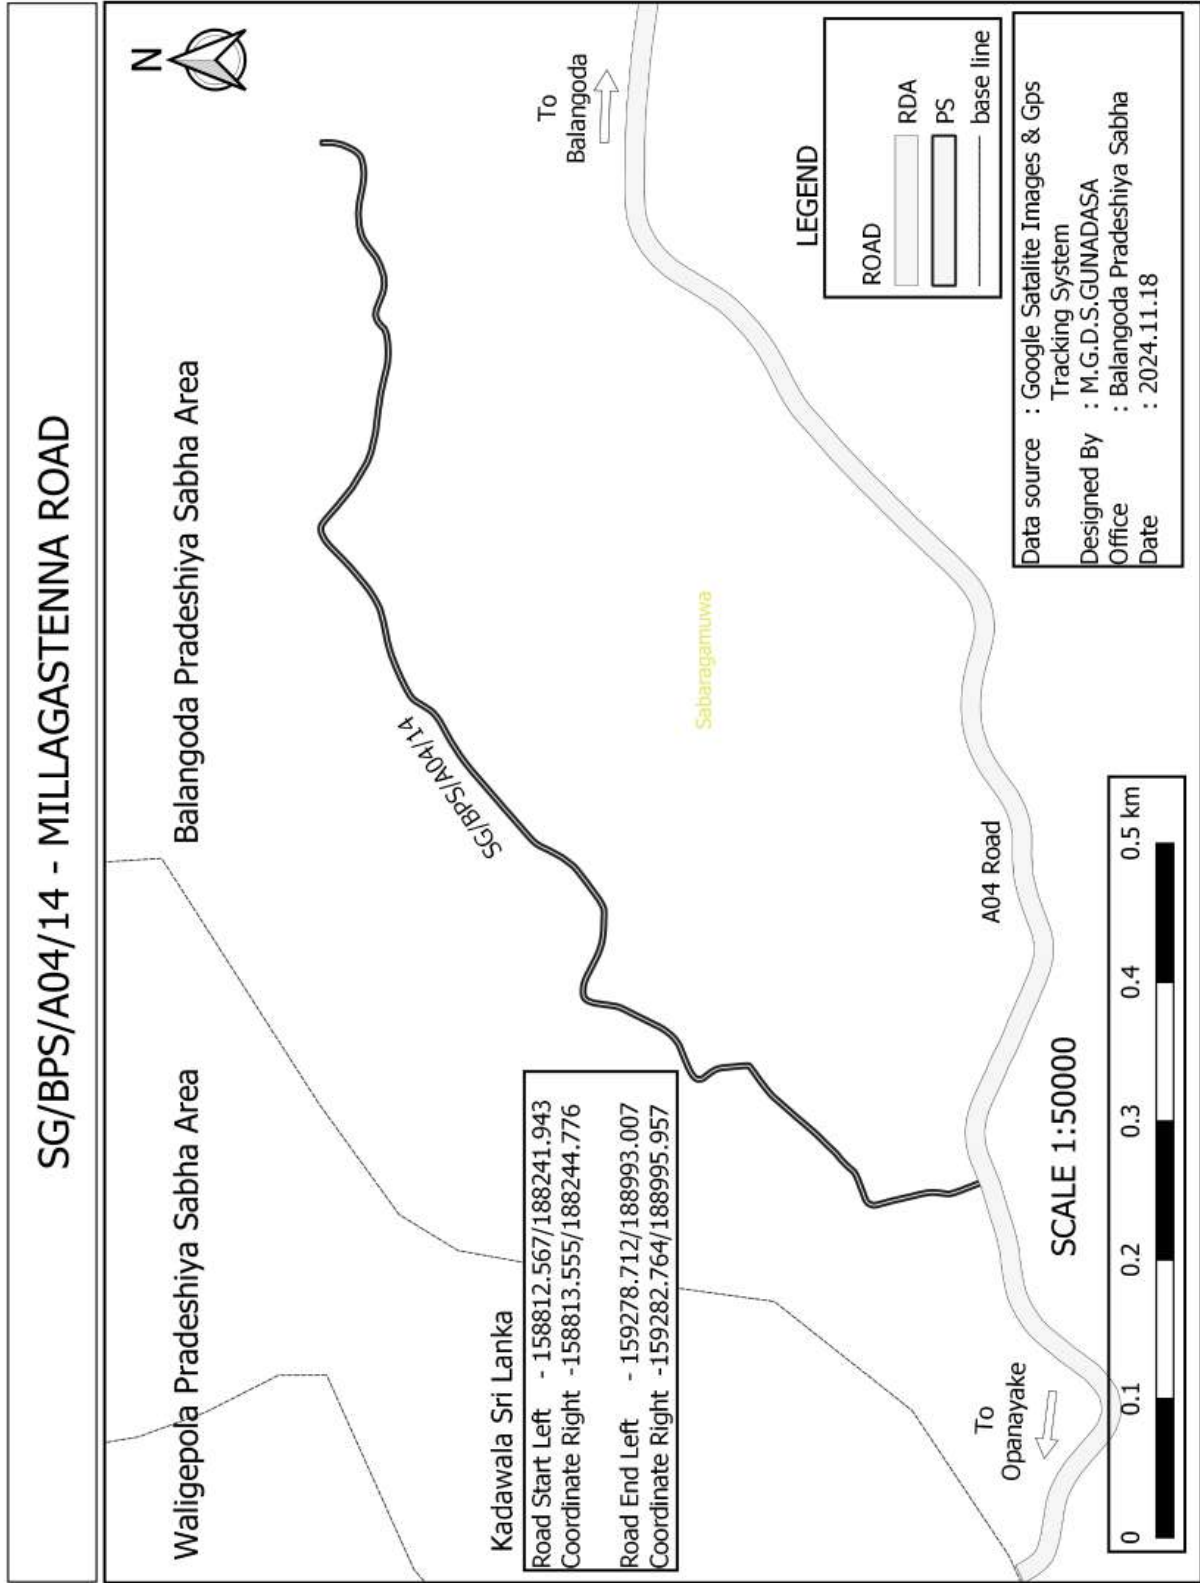 SG/BPS/A04/14 - MILLAGASTENNA ROAD
Waligepola Pradeshiya Sabha Area
Balangoda Pradeshiya Sabha Area
N
SG/BPS/A04/14
Kadawala Sri Lanka
Road Start Left - 158812.567/188241.943
Coordinate Right -158813.555/188244.776
Road End Left - 159278.712/188993.007
Coordinate Right -159282.764/188995.957
Sabaragamuwa
To
Balangoda
To
Opanayake
A04 Road
LEGEND
ROAD
RDA
PS
base line
SCALE 1:50000
0 0.1 0.2 0.3 0.4 0.5 km
Data source : Google Satalite Images & Gps
Tracking System
Designed By : M.G.D.S.GUNADASA
Office : Balangoda Pradeshiya Sabha
Date : 2024.11.18